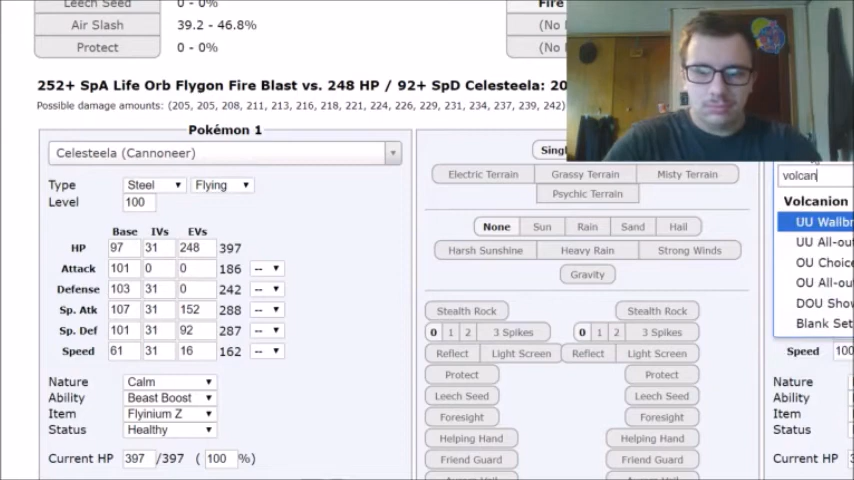 Leech Seed 0 - 0%
Air Slash 39.2 - 46.8%
Protect 0 - 0%
Fire
(No
(No
252+ SpA Life Orb Flygon Fire Blast vs. 248 HP / 92+ SpD Celesteela: 20
Possible damage amounts: (205, 205, 208, 211, 213, 216, 218, 221, 224, 226, 229, 231, 234, 237, 239, 242)
Pokémon 1
Celesteela (Cannoneer)
Type Steel Flying
Level 100
Base IVs EVs
HP 97 31 248 397
Attack 101 0 0 186 --
Defense 103 31 0 242 --
Sp. Atk 107 31 152 288 --
Sp. Def 101 31 92 287 --
Speed 61 31 16 162 --
Nature Calm
Ability Beast Boost
Item Flyinium Z
Status Healthy
Current HP 397 /397 ( 100 %)
Singl
Electric Terrain Grassy Terrain Misty Terrain
Psychic Terrain
None Sun Rain Sand Hail
Harsh Sunshine Heavy Rain Strong Winds
Gravity
Stealth Rock Stealth Rock
0 1 2 3 Spikes 0 1 2 3 Spikes
Reflect Light Screen Reflect Light Screen
Protect Protect
Leech Seed Leech Seed
Foresight Foresight
Helping Hand Helping Hand
Friend Guard Friend Guard
volcan
Volcanion
UU Wallbr
UU All-ou
OU Choice
OU All-ou
DOU Sho
Blank Set
Speed 100
Nature
Ability
Item
Status
Current HP 3